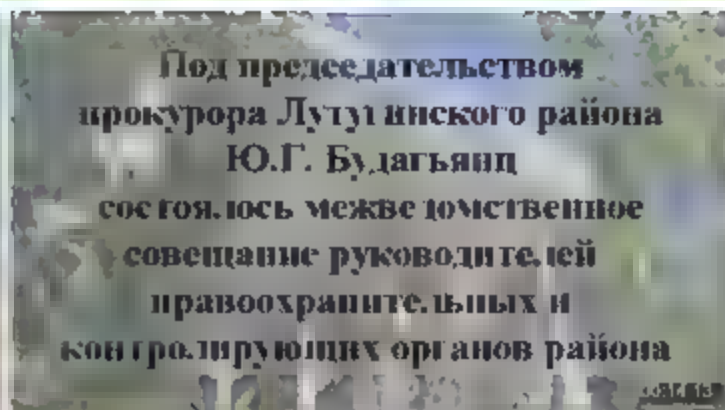 Под председательством
прокурора Лутугинского района
Ю.Г. Будагьянц
состоялось межведомственное
совещание руководителей
правоохранительных и
контролирующих органов района